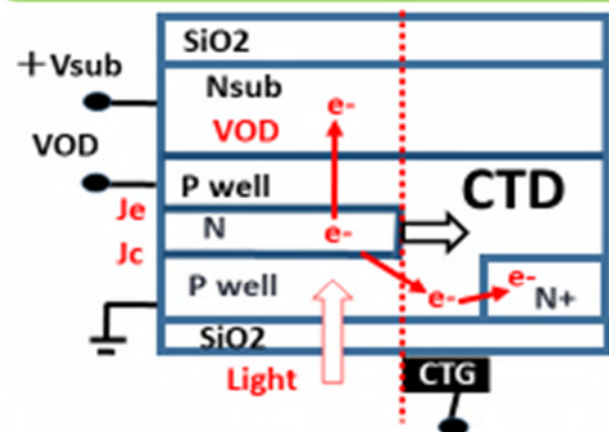 SiO2
+Vsub
Nsub
e-
VOD
VOD
P well
CTD
Je
N
e-
Jc
P well
e-
e-
N+
SiO2
Light
CTG